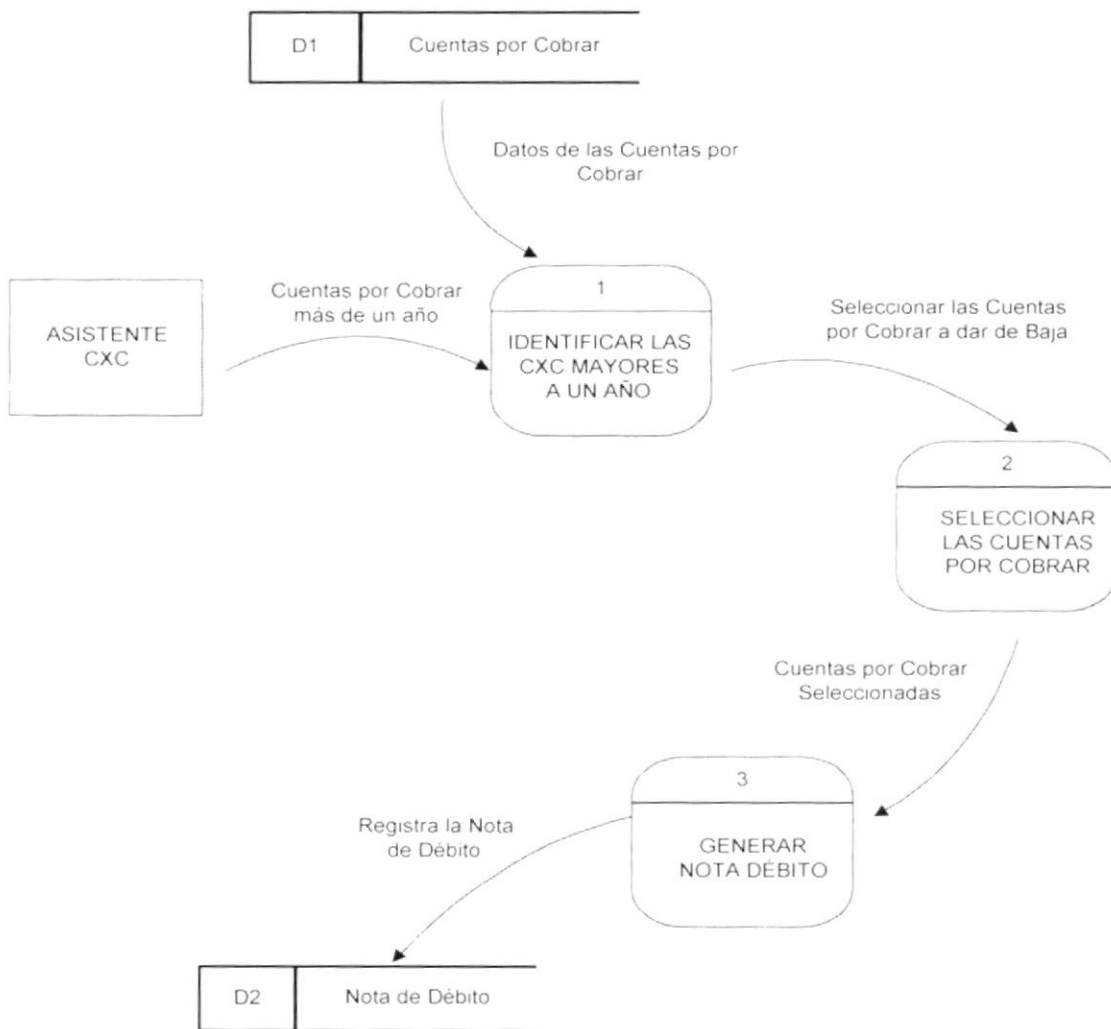 D1
Cuentas por Cobrar
Datos de las Cuentas por
Cobrar
ASISTENTE
CXC
Cuentas por Cobrar
más de un año
1
IDENTIFICAR LAS
CXC MAYORES
A UN AÑO
Seleccionar las Cuentas
por Cobrar a dar de Baja
2
SELECCIONAR
LAS CUENTAS
POR COBRAR
Cuentas por Cobrar
Seleccionadas
3
GENERAR
NOTA DÉBITO
Registra la Nota
de Débito
D2
Nota de Débito